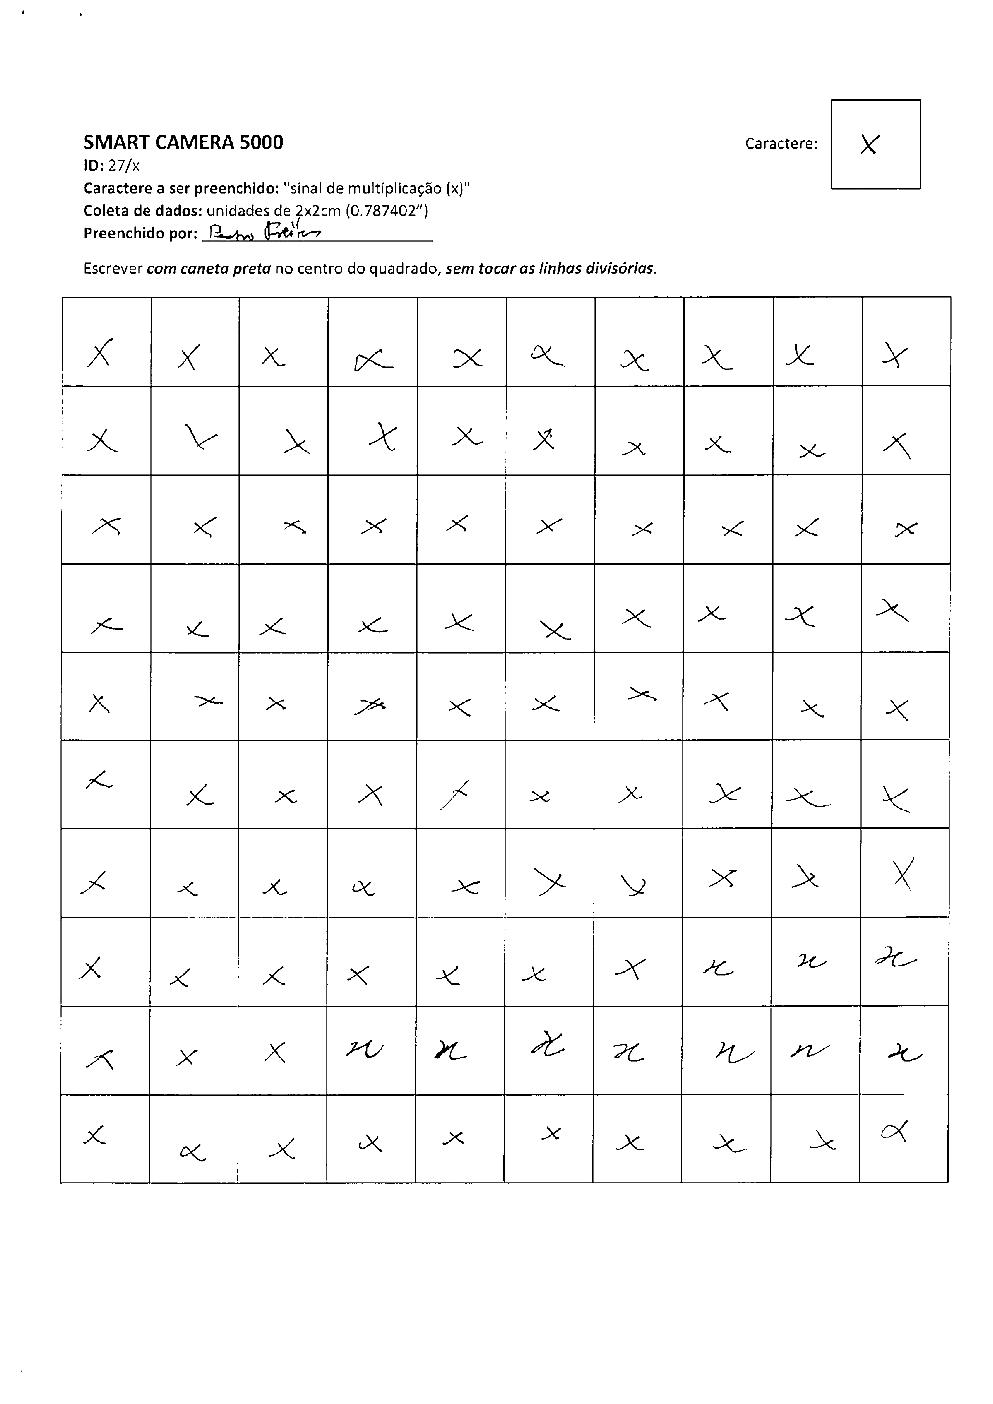 SMART CAMERA 5000
ID: 27/x
Caractere: X
Caractere a ser preenchido: "sinal de multiplicação (x)"
Coleta de dados: unidades de 2x2cm (0.787402")
Preenchido por:
Escrever com caneta preta no centro do quadrado, sem tocar as linhas divisórias.
x x x x x x x x x x
x x x x x x x x x x
x x x x x x x x x x
x x x x x x x x x x
x x x x x x x x x x
x x x x x x x x x x
x x x x x x x x x x
x x x x x x x x x x
x x x x x x x x x x
x x x x x x x x x x